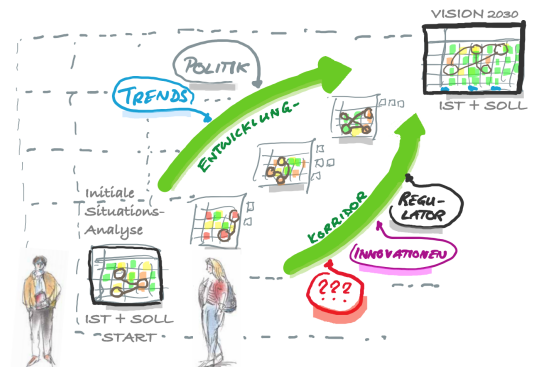 VISION 2030
IST + SOLL
POLITIK
TRENDS
ENTWICKLUNG-
KORRIDOR
REGU-
LATOR
INNOVATIONEN
???
Initiale
Situations-
Analyse
IST + SOLL
START